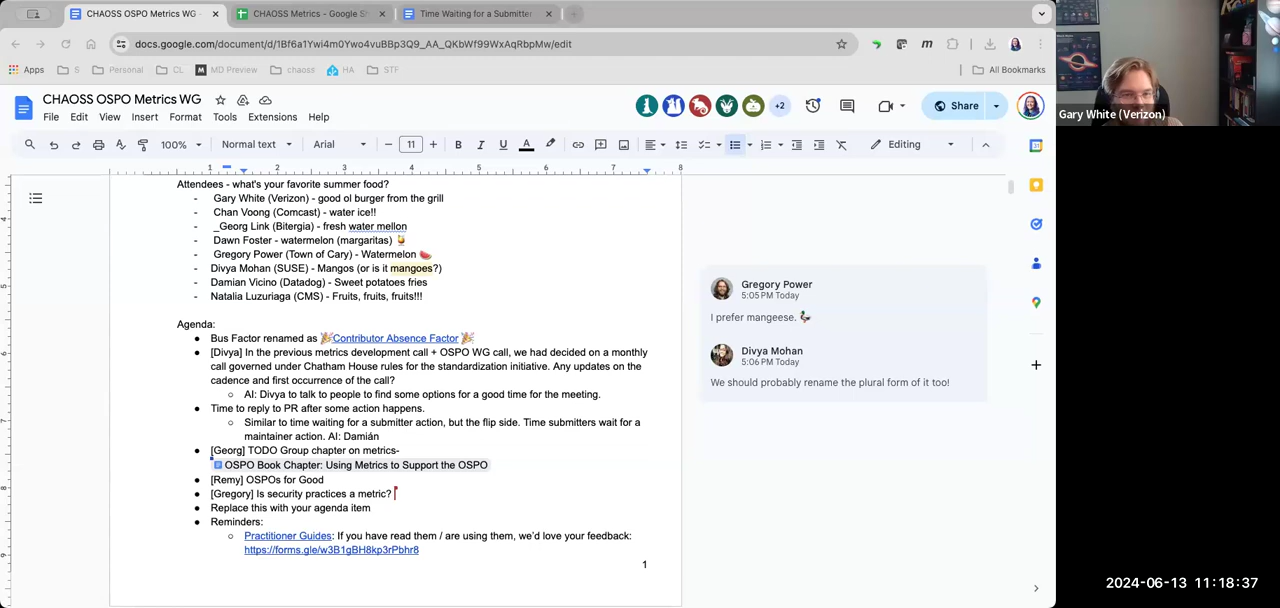 CHAOSS OSPO Metrics WG -
CHAOSS Metrics - Google S
Time Waiting for a Submitter
docs.google.com/document/d/1Bf6a1Ywi4m0Ywo4vuBBp3Q9_AA_QKbWf99WxAqRbpMw/edit
Apps
S
Personal
CL
MD Preview
chaoss
HA
STF
All Bookmarks
CHAOSS OSPO Metrics WG
File Edit View Insert Format Tools Extensions Help
+2
Share
100%
Normal text
Arial
11
B I U A
Editing
1 2 3 4 5 6 7 8
Attendees - what's your favorite summer food?
- Gary White (Verizon) - good ol burger from the grill
- Chan Voong (Comcast) - water ice!!
- _Georg Link (Bitergia) - fresh water mellon
- Dawn Foster - watermelon (margaritas) 🍹
- Gregory Power (Town of Cary) - Watermelon 🍉
- Divya Mohan (SUSE) - Mangos (or is it mangoes?)
- Damian Vicino (Datadog) - Sweet potatoes fries
- Natalia Luzuriaga (CMS) - Fruits, fruits, fruits!!!
Agenda:
● Bus Factor renamed as 🎉Contributor Absence Factor 🎉
● [Divya] In the previous metrics development call + OSPO WG call, we had decided on a monthly
call governed under Chatham House rules for the standardization initiative. Any updates on the
cadence and first occurrence of the call?
○ AI: Divya to talk to people to find some options for a good time for the meeting.
● Time to reply to PR after some action happens.
○ Similar to time waiting for a submitter action, but the flip side. Time submitters wait for a
maintainer action. AI: Damián
● [Georg] TODO Group chapter on metrics-
OSPO Book Chapter: Using Metrics to Support the OSPO
● [Remy] OSPOs for Good
● [Gregory] Is security practices a metric?
● Replace this with your agenda item
● Reminders:
○ Practitioner Guides: If you have read them / are using them, we'd love your feedback:
https://forms.gle/w3B1gBH8kp3rPbhr8
1
Gregory Power
5:05 PM Today
I prefer mangeese. 🦆
Divya Mohan
5:06 PM Today
We should probably rename the plural form of it too!
Gary White (Verizon)
2024-06-13 11:18:37